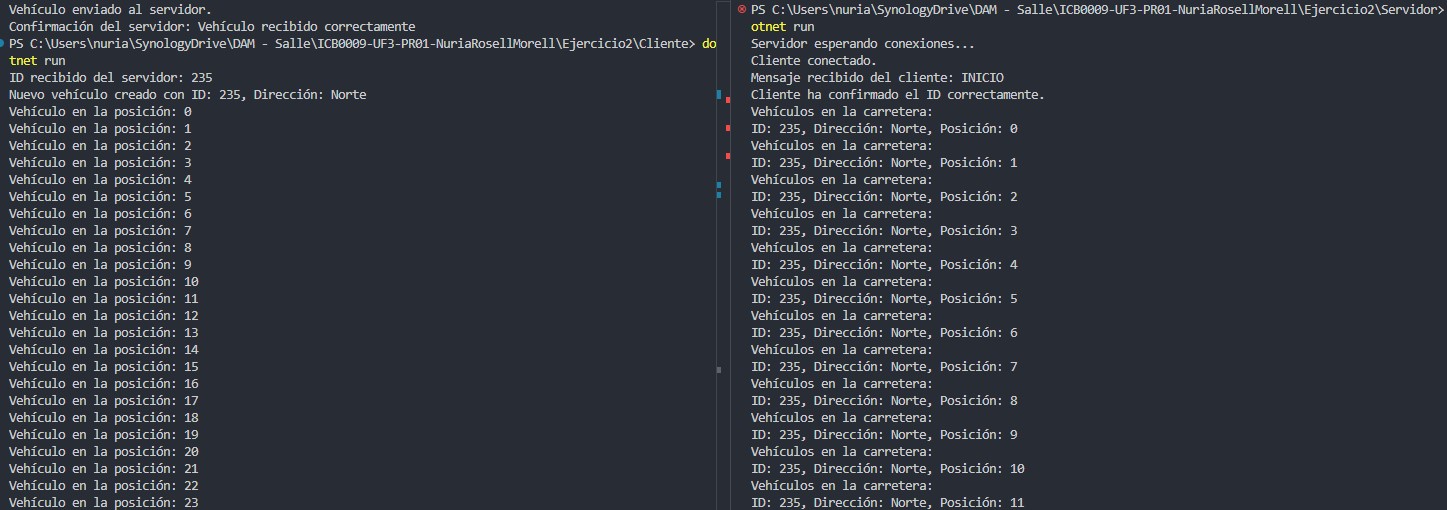 Vehículo enviado al servidor.
Confirmación del servidor: Vehículo recibido correctamente
PS C:\Users\nuria\SynologyDrive\DAM - Salle\ICB0009-UF3-PR01-NuriaRosellMorell\Ejercicio2\Cliente> do
tnet run
ID recibido del servidor: 235
Nuevo vehículo creado con ID: 235, Dirección: Norte
Vehículo en la posición: 0
Vehículo en la posición: 1
Vehículo en la posición: 2
Vehículo en la posición: 3
Vehículo en la posición: 4
Vehículo en la posición: 5
Vehículo en la posición: 6
Vehículo en la posición: 7
Vehículo en la posición: 8
Vehículo en la posición: 9
Vehículo en la posición: 10
Vehículo en la posición: 11
Vehículo en la posición: 12
Vehículo en la posición: 13
Vehículo en la posición: 14
Vehículo en la posición: 15
Vehículo en la posición: 16
Vehículo en la posición: 17
Vehículo en la posición: 18
Vehículo en la posición: 19
Vehículo en la posición: 20
Vehículo en la posición: 21
Vehículo en la posición: 22
Vehículo en la posición: 23
PS C:\Users\nuria\SynologyDrive\DAM - Salle\ICB0009-UF3-PR01-NuriaRosellMorell\Ejercicio2\Servidor>
otnet run
Servidor esperando conexiones...
Cliente conectado.
Mensaje recibido del cliente: INICIO
Cliente ha confirmado el ID correctamente.
Vehículos en la carretera:
ID: 235, Dirección: Norte, Posición: 0
Vehículos en la carretera:
ID: 235, Dirección: Norte, Posición: 1
Vehículos en la carretera:
ID: 235, Dirección: Norte, Posición: 2
Vehículos en la carretera:
ID: 235, Dirección: Norte, Posición: 3
Vehículos en la carretera:
ID: 235, Dirección: Norte, Posición: 4
Vehículos en la carretera:
ID: 235, Dirección: Norte, Posición: 5
Vehículos en la carretera:
ID: 235, Dirección: Norte, Posición: 6
Vehículos en la carretera:
ID: 235, Dirección: Norte, Posición: 7
Vehículos en la carretera:
ID: 235, Dirección: Norte, Posición: 8
Vehículos en la carretera:
ID: 235, Dirección: Norte, Posición: 9
Vehículos en la carretera:
ID: 235, Dirección: Norte, Posición: 10
Vehículos en la carretera:
ID: 235, Dirección: Norte, Posición: 11